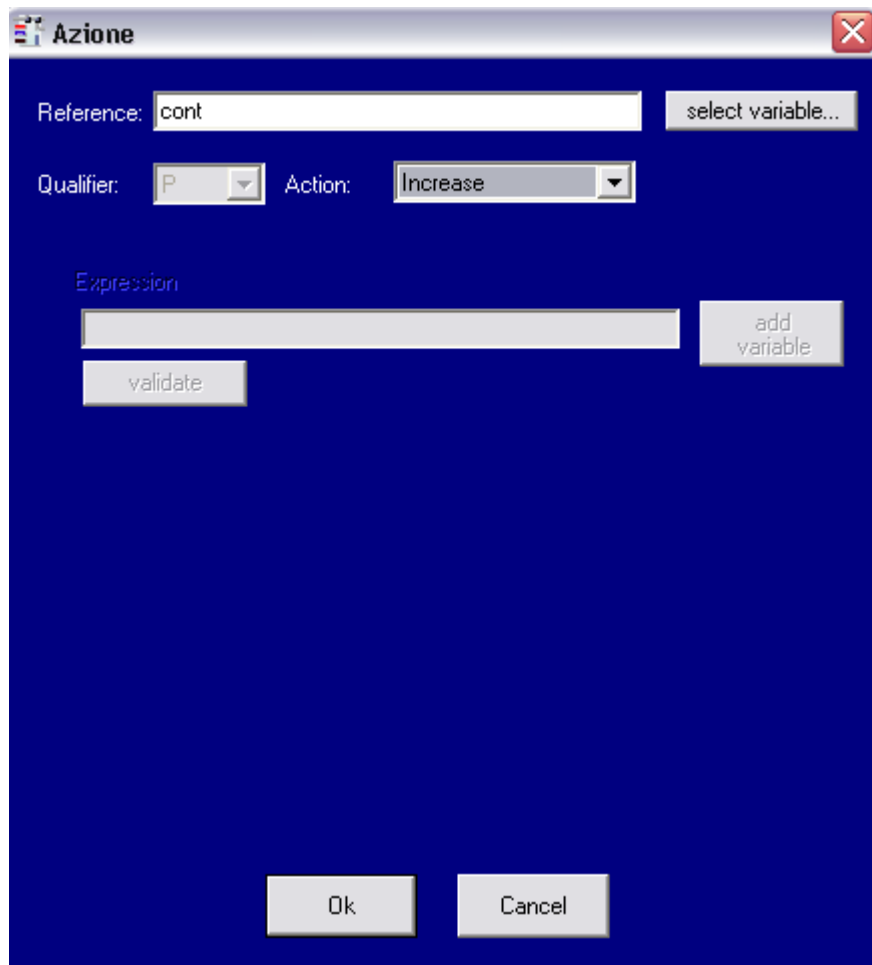 Azione
Reference: cont select variable...
Qualifier: P Action: Increase
Expression
add
variable
validate
Ok Cancel